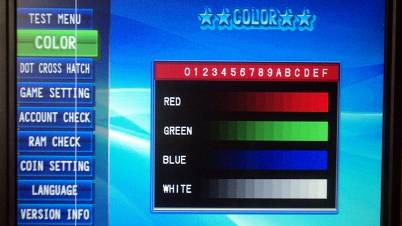 TEST MENU
COLOR
DOT CROSS HATCH
GAME SETTING
ACCOUNT CHECK
RAM CHECK
COIN SETTING
LANGUAGE
VERSION INFO
★★COLOR★★
0123456789ABCDEF
RED
GREEN
BLUE
WHITE